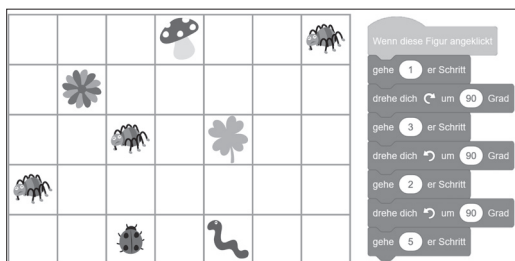 Wenn diese Figur angeklickt
gehe 1 er Schritt
drehe dich ↻ um 90 Grad
gehe 3 er Schritt
drehe dich ↺ um 90 Grad
gehe 2 er Schritt
drehe dich ↺ um 90 Grad
gehe 5 er Schritt